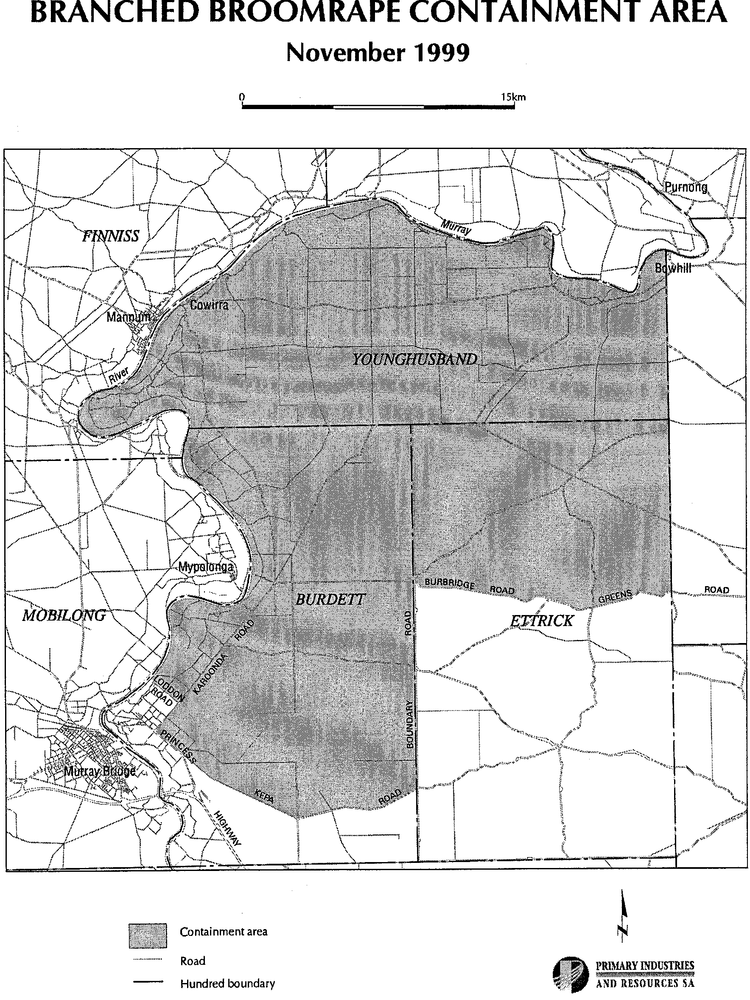 BRANCHED BROOMRAPE CONTAINMENT AREA
November 1999
0 15km
Purnong
Murray
FINNISS
Bowhill
Cowirra
Mannum
YOUNGHUSBAND
River
Mypolonga
BURBRIDGE ROAD
ROAD
GREENS
BURDETT
MOBILONG
ETTRICK
ROAD
ROAD
KAROONDA
LODDON
ROAD
BOUNDARY
PRINCESS
Murray Bridge
KEPA
ROAD
HIGHWAY
N
Containment area
Road
Hundred boundary
PRIMARY INDUSTRIES
AND RESOURCES SA